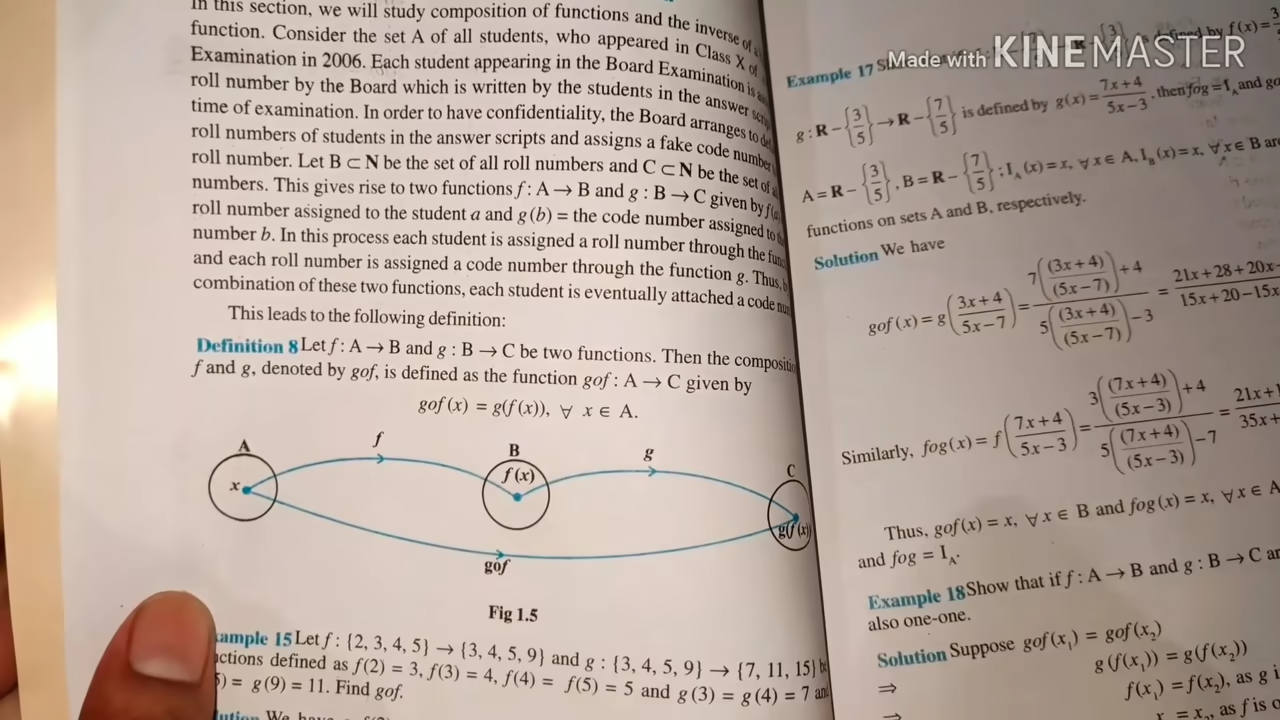 In this section, we will study composition of functions and the inverse of
function. Consider the set A of all students, who appeared in Class X of
Examination in 2006. Each student appearing in the Board Examination is
roll number by the Board which is written by the students in the answer
time of examination. In order to have confidentiality, the Board arranges to
roll numbers of students in the answer scripts and assigns a fake code number
roll number. Let B ⊂ N be the set of all roll numbers and C ⊂ N be the set of
numbers. This gives rise to two functions f : A → B and g : B → C given by
roll number assigned to the student a and g(b) = the code number assigned to
number b. In this process each student is assigned a roll number through the
and each roll number is assigned a code number through the function g. Thus,
combination of these two functions, each student is eventually attached a code
This leads to the following definition:
Definition 8 Let f : A → B and g : B → C be two functions. Then the
f and g, denoted by gof, is defined as the function gof : A → C given by
gof (x) = g(f (x)), ∀ x ∈ A.
A
f
B
g
C
x
f (x)
g(f (x))
gof
Fig 1.5
Let f : {2, 3, 4, 5} → {3, 4, 5, 9} and g : {3, 4, 5, 9} → {7, 11, 15}
defined as f(2) = 3, f(3) = 4, f(4) = f(5) = 5 and g(3) = g(4) = 7
= g(9) = 11. Find gof.
Made with KINEMASTER
Example 17
g : R – {3/5} → R – {7/5} is defined by g(x) = (7x + 4)/(5x – 3), then fog = I_A and
A = R – {3/5}, B = R – {7/5}; I_A (x) = x, ∀ x ∈ A, I_B (x) = x, ∀ x ∈ B
functions on sets A and B, respectively.
Solution We have
gof (x) = g((3x + 4)/(5x – 7)) = (7((3x + 4)/(5x – 7)) + 4)/(5((3x + 4)/(5x – 7)) – 3) = (21x + 28 + 20x)/(15x + 20 – 15x)
Similarly, fog(x) = f((7x + 4)/(5x – 3)) = (3((7x + 4)/(5x – 3)) + 4)/(5((7x + 4)/(5x – 3)) – 7) =
Thus, gof (x) = x, ∀ x ∈ B and fog (x) = x, ∀ x ∈ A
and fog = I_A.
Example 18 Show that if f : A → B and g : B → C
also one-one.
Solution Suppose gof (x₁) = gof (x₂)
⇒ g (f (x₁)) = g(f (x₂))
⇒ f (x₁) = f (x₂), as g
as f is